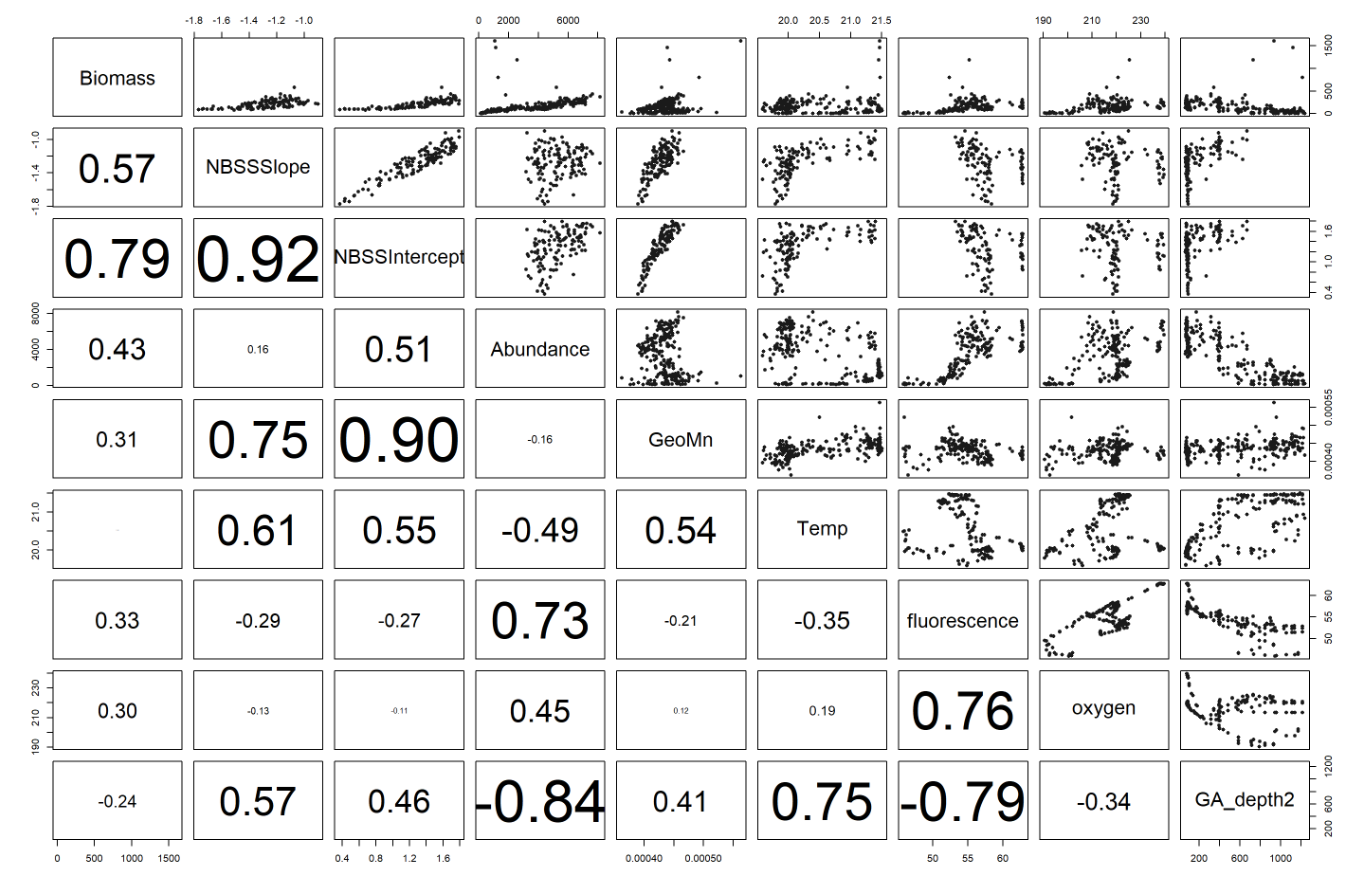 -1.8 -1.6 -1.4 -1.2 -1.0 0 2000 6000 20.0 20.5 21.0 21.5 190 210 230
Biomass 0 500 1500
-1.8 -1.4 -1.0 0.57 NBSSSlope
0.79 0.92 NBSSIntercept 0.4 1.0 1.6
0 4000 8000 0.43 0.16 0.51 Abundance
0.31 0.75 0.90 -0.16 GeoMn 0.00040 0.00055
20.0 21.0 0.61 0.55 -0.49 0.54 Temp
0.33 -0.29 -0.27 0.73 -0.21 -0.35 fluorescence 50 55 60
190 210 230 0.30 -0.13 -0.11 0.45 0.12 0.19 0.76 oxygen
-0.24 0.57 0.46 -0.84 0.41 0.75 -0.79 -0.34 GA_depth2 200 600 1200
0 500 1000 1500 0.4 0.8 1.2 1.6 0.00040 0.00050 50 55 60 200 600 1000